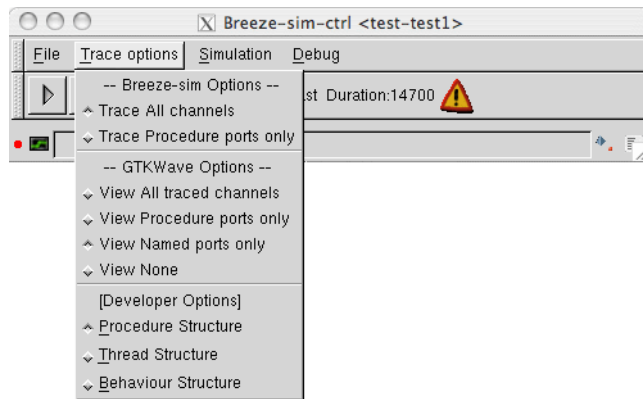 Breeze-sim-ctrl <test-test1>
File Trace options Simulation Debug
-- Breeze-sim Options --
st Duration:14700
Trace All channels
Trace Procedure ports only
-- GTKWave Options --
View All traced channels
View Procedure ports only
View Named ports only
View None
[Developer Options]
Procedure Structure
Thread Structure
Behaviour Structure